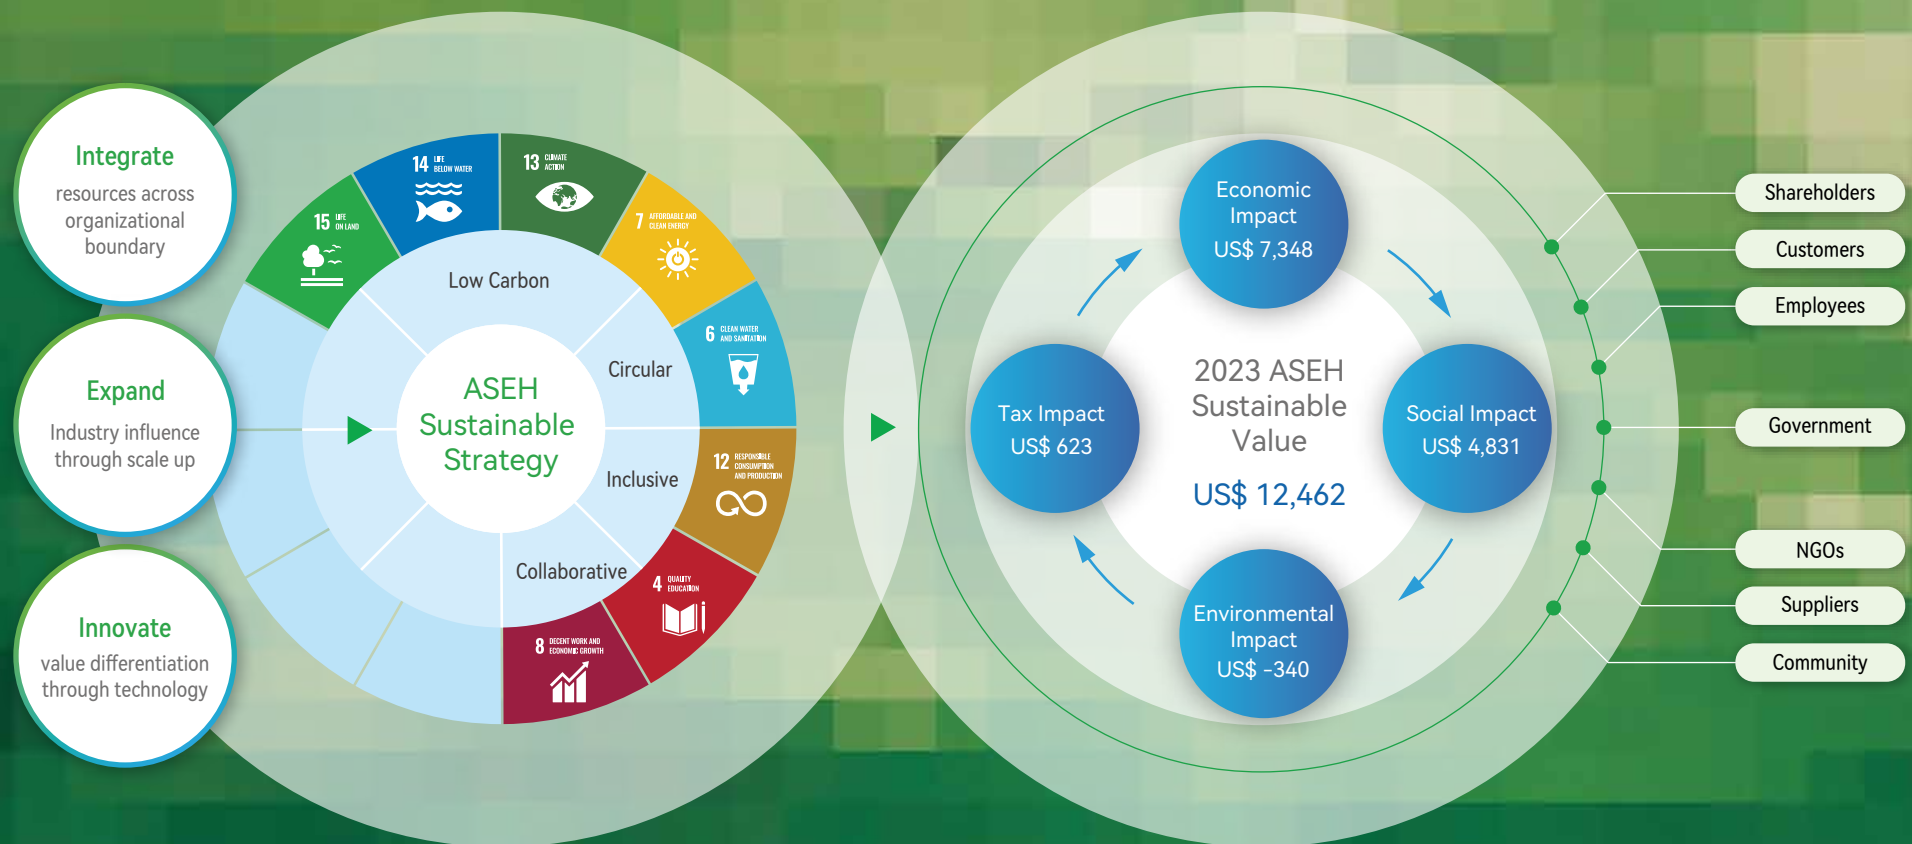 Integrate
resources across
organizational
boundary
Expand
Industry influence
through scale up
Innovate
value differentiation
through technology
15 LIFE
ON LAND
14 LIFE
BELOW WATER
13 CLIMATE
ACTION
7 AFFORDABLE AND
CLEAN ENERGY
6 CLEAN WATER
AND SANITATION
12 RESPONSIBLE
CONSUMPTION
AND PRODUCTION
4 QUALITY
EDUCATION
8 DECENT WORK AND
ECONOMIC GROWTH
Low Carbon
Circular
Inclusive
Collaborative
ASEH
Sustainable
Strategy
Economic
Impact
US$ 7,348
Social Impact
US$ 4,831
Environmental
Impact
US$ -340
Tax Impact
US$ 623
2023 ASEH
Sustainable
Value
US$ 12,462
Shareholders
Customers
Employees
Government
NGOs
Suppliers
Community